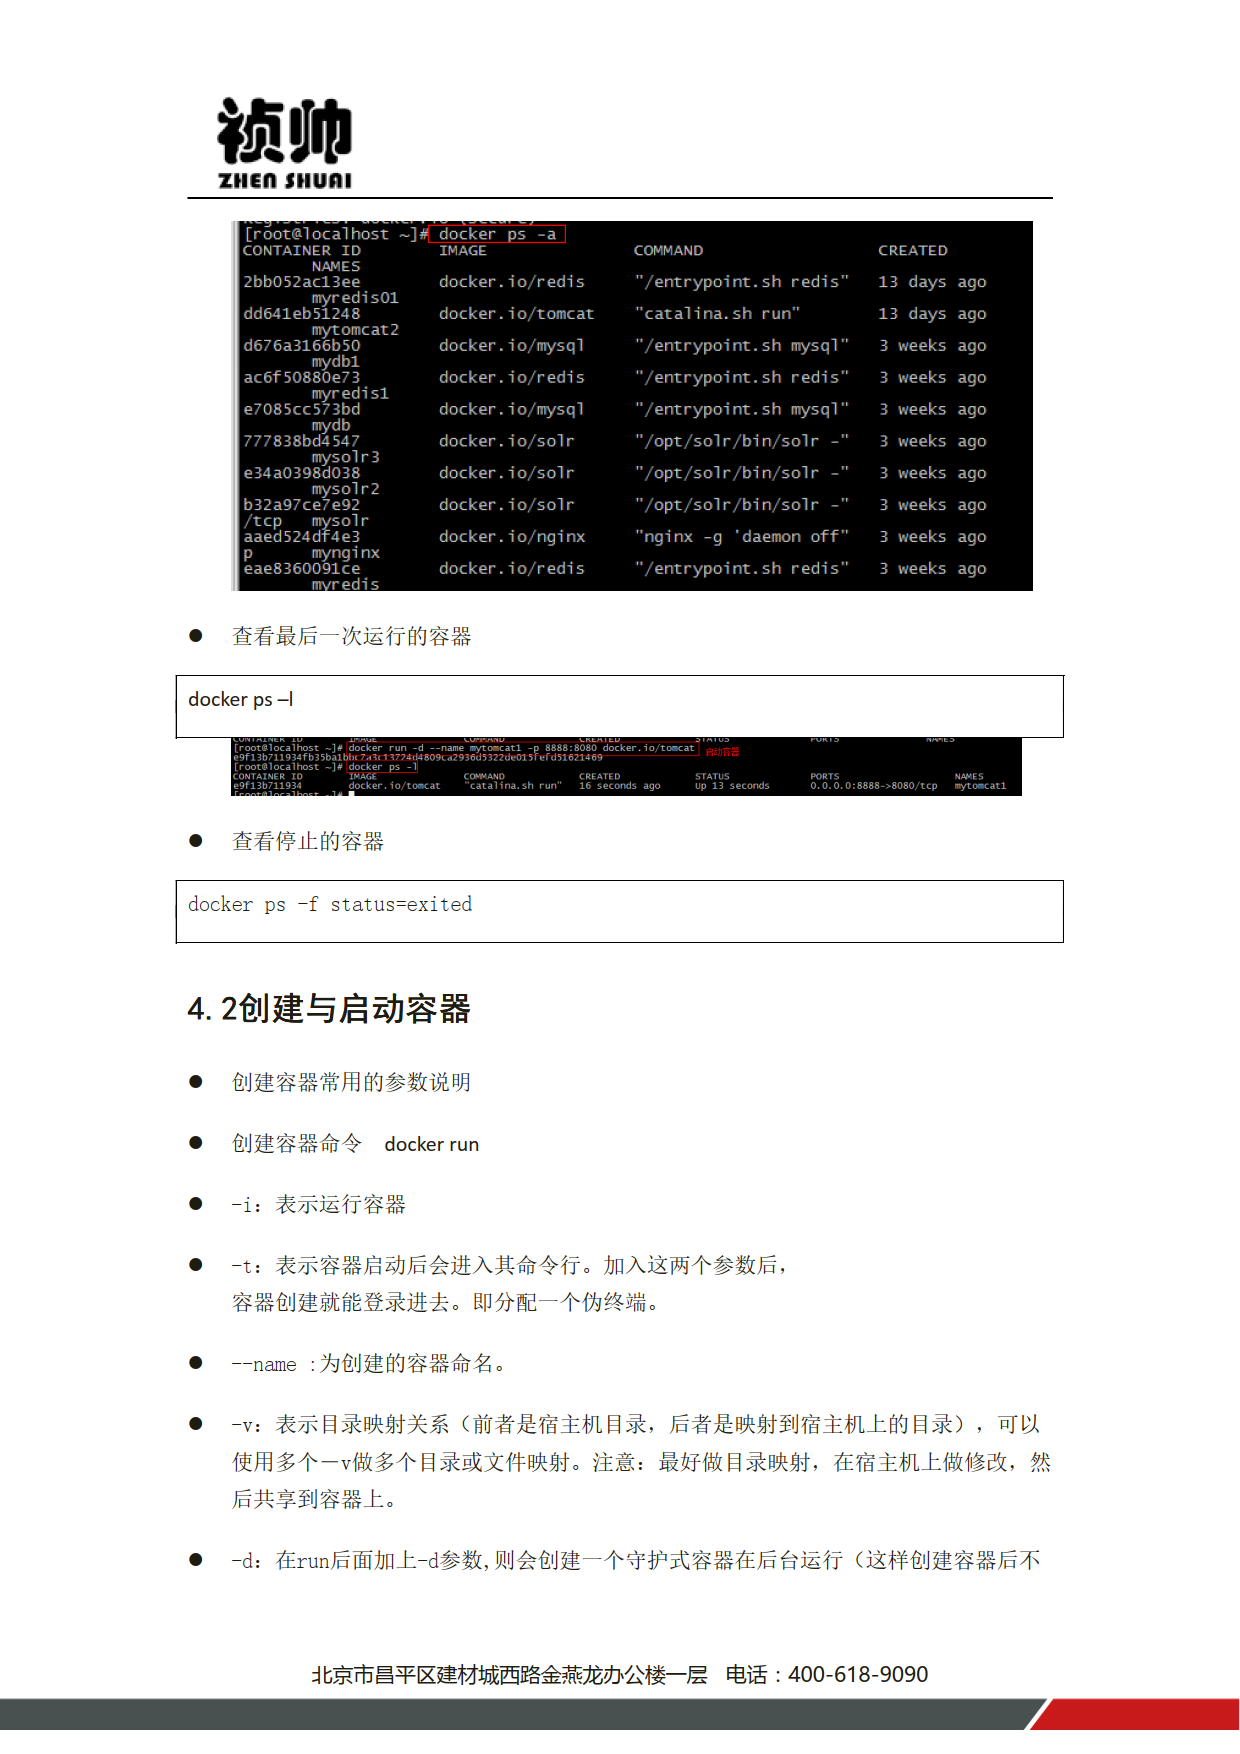 祯帅
ZHEN SHUAI
[root@localhost ~]# docker ps -a
CONTAINER ID IMAGE COMMAND CREATED
NAMES
2bb052ac13ee docker.io/redis "/entrypoint.sh redis" 13 days ago
myredis01
dd641eb51248 docker.io/tomcat "catalina.sh run" 13 days ago
mytomcat2
d676a3166b50 docker.io/mysql "/entrypoint.sh mysql" 3 weeks ago
mydb1
ac6f50880e73 docker.io/redis "/entrypoint.sh redis" 3 weeks ago
myredis1
e7085cc573bd docker.io/mysql "/entrypoint.sh mysql" 3 weeks ago
mydb
777838bd4547 docker.io/solr "/opt/solr/bin/solr -" 3 weeks ago
mysolr3
e34a0398d038 docker.io/solr "/opt/solr/bin/solr -" 3 weeks ago
mysolr2
b32a97ce7e92 docker.io/solr "/opt/solr/bin/solr -" 3 weeks ago
/tcp mysolr
aaed524df4e3 docker.io/nginx "nginx -g 'daemon off" 3 weeks ago
p mynginx
eae8360091ce docker.io/redis "/entrypoint.sh redis" 3 weeks ago
myredis
● 查看最后一次运行的容器
docker ps –l
CONTAINER ID IMAGE COMMAND CREATED STATUS PORTS NAMES
[root@localhost ~]# docker run -d --name mytomcat1 -p 8888:8080 docker.io/tomcat 启动容器
e9f13b711934fb35ba1bbc7a3c13724d4809ca2936d5322de015fefd51621469
[root@localhost ~]# docker ps -l
CONTAINER ID IMAGE COMMAND CREATED STATUS PORTS NAMES
e9f13b711934 docker.io/tomcat "catalina.sh run" 16 seconds ago Up 13 seconds 0.0.0.0:8888->8080/tcp mytomcat1
[root@localhost ~]#
● 查看停止的容器
docker ps -f status=exited
4.2创建与启动容器
● 创建容器常用的参数说明
● 创建容器命令 docker run
● -i：表示运行容器
● -t：表示容器启动后会进入其命令行。加入这两个参数后，
容器创建就能登录进去。即分配一个伪终端。
● --name :为创建的容器命名。
● -v：表示目录映射关系（前者是宿主机目录，后者是映射到宿主机上的目录），可以
使用多个－v做多个目录或文件映射。注意：最好做目录映射，在宿主机上做修改，然
后共享到容器上。
● -d：在run后面加上-d参数,则会创建一个守护式容器在后台运行（这样创建容器后不
北京市昌平区建材城西路金燕龙办公楼一层 电话：400-618-9090